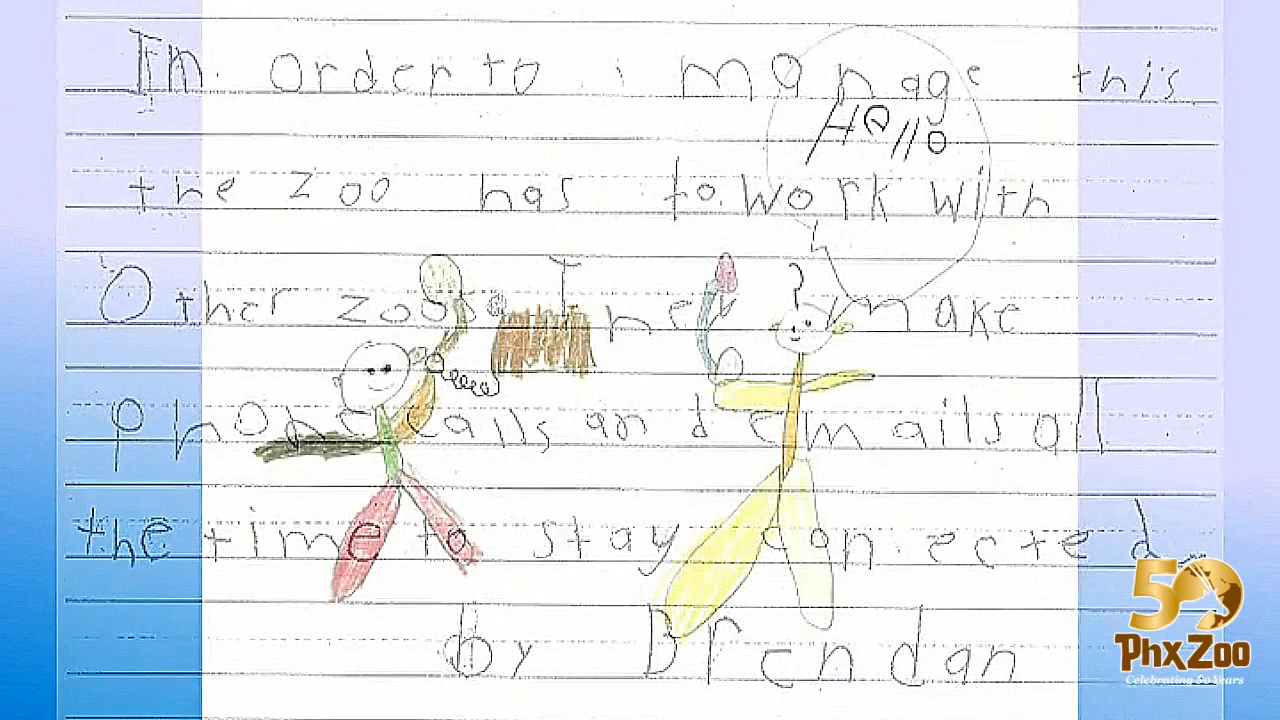 In order to manage this
Hello
the zoo has to work with
Other zoos. They make
phone calls and emails all
the time to stay conected
by Brendan
50
PhxZoo
Celebrating 50 Years